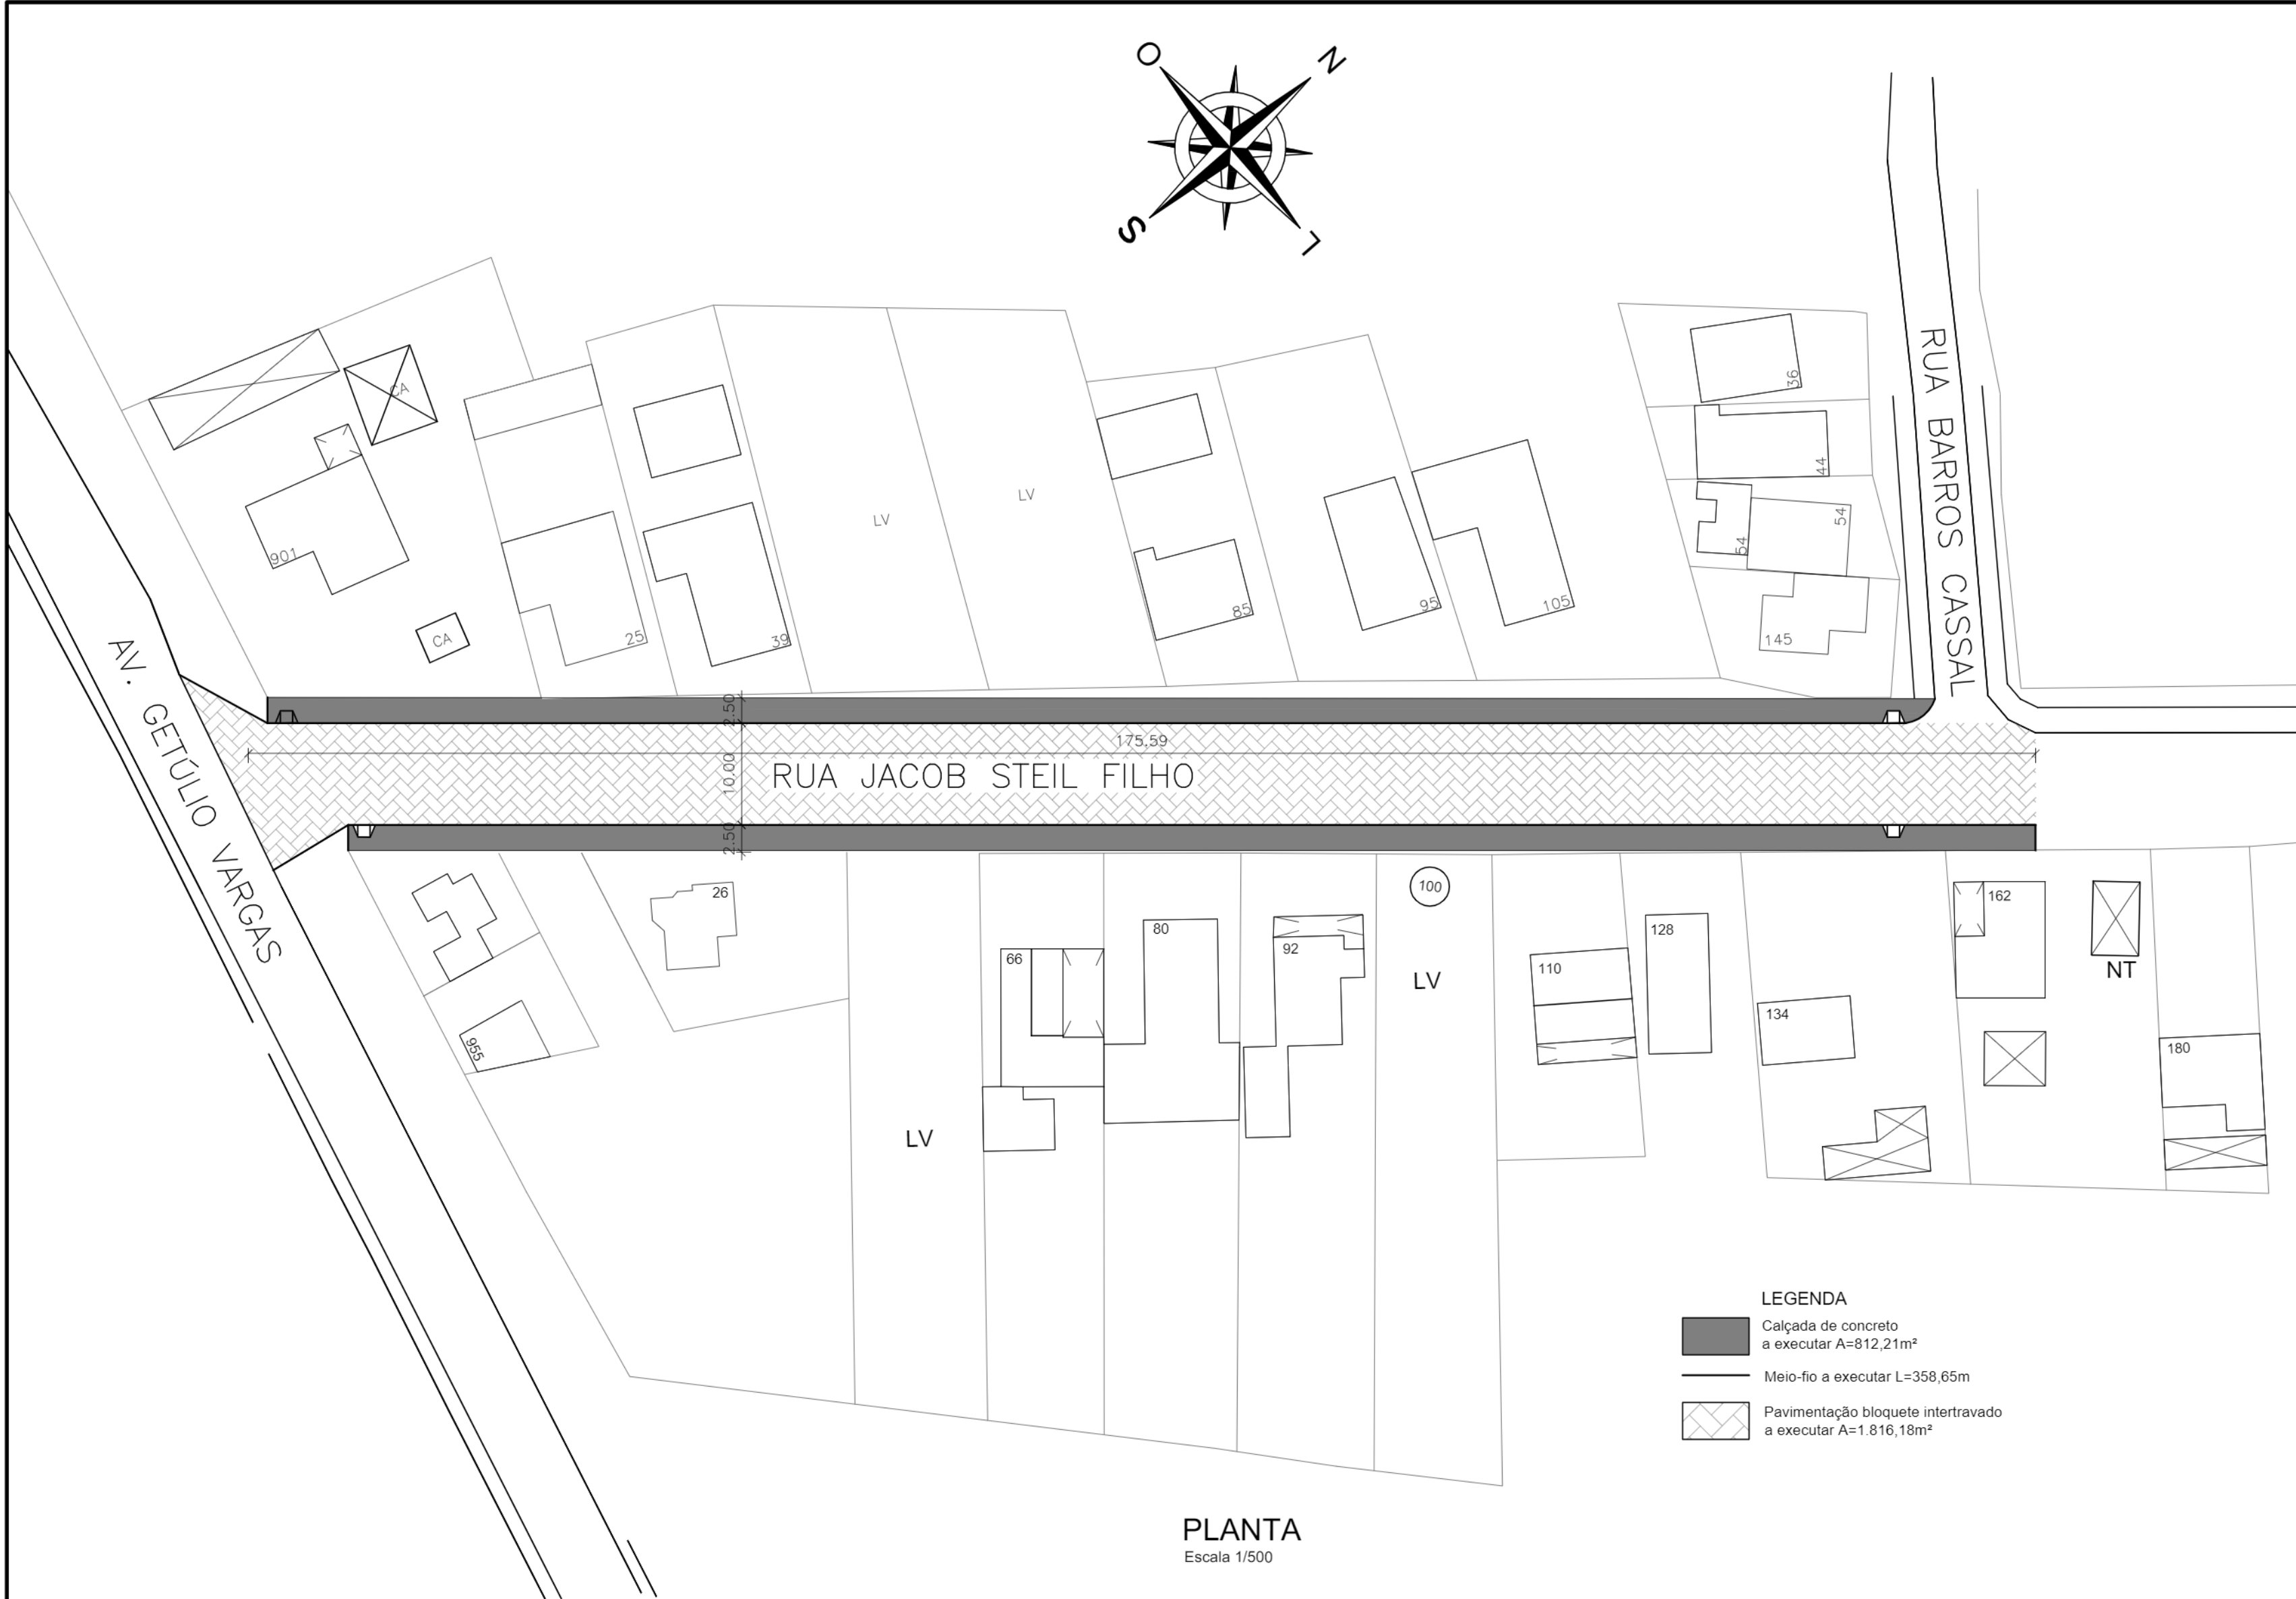 O
N
S
L
CA
901
CA
25
39
LV
LV
85
95
105
36
44
54
54
145
RUA BARROS CASSAL
AV. GETÚLIO VARGAS
2.50
175.59
10.00
RUA JACOB STEIL FILHO
2.50
26
955
LV
66
80
92
100
LV
110
128
134
162
NT
180
LEGENDA
Calçada de concreto
a executar A=812,21m²
Meio-fio a executar L=358,65m
Pavimentação bloquete intertravado
a executar A=1.816,18m²
PLANTA
Escala 1/500